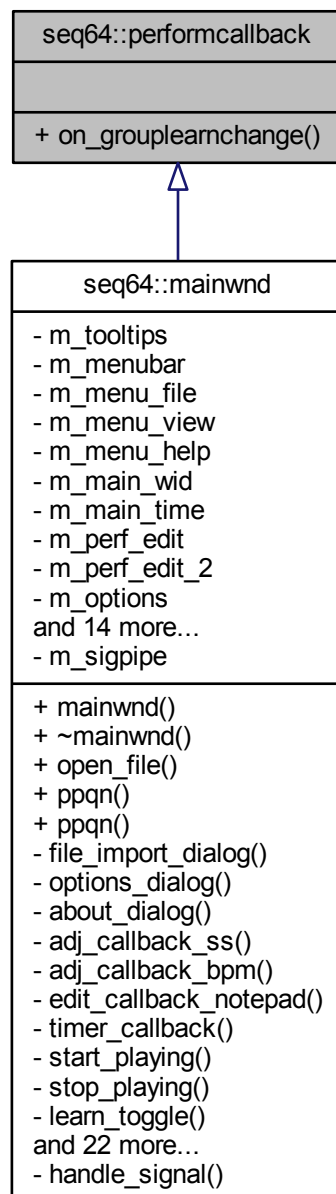 seq64::performcallback
+ on_grouplearnchange()
seq64::mainwnd
- m_tooltips
- m_menubar
- m_menu_file
- m_menu_view
- m_menu_help
- m_main_wid
- m_main_time
- m_perf_edit
- m_perf_edit_2
- m_options
and 14 more...
- m_sigpipe
+ mainwnd()
+ ~mainwnd()
+ open_file()
+ ppqn()
+ ppqn()
- file_import_dialog()
- options_dialog()
- about_dialog()
- adj_callback_ss()
- adj_callback_bpm()
- edit_callback_notepad()
- timer_callback()
- start_playing()
- stop_playing()
- learn_toggle()
and 22 more...
- handle_signal()